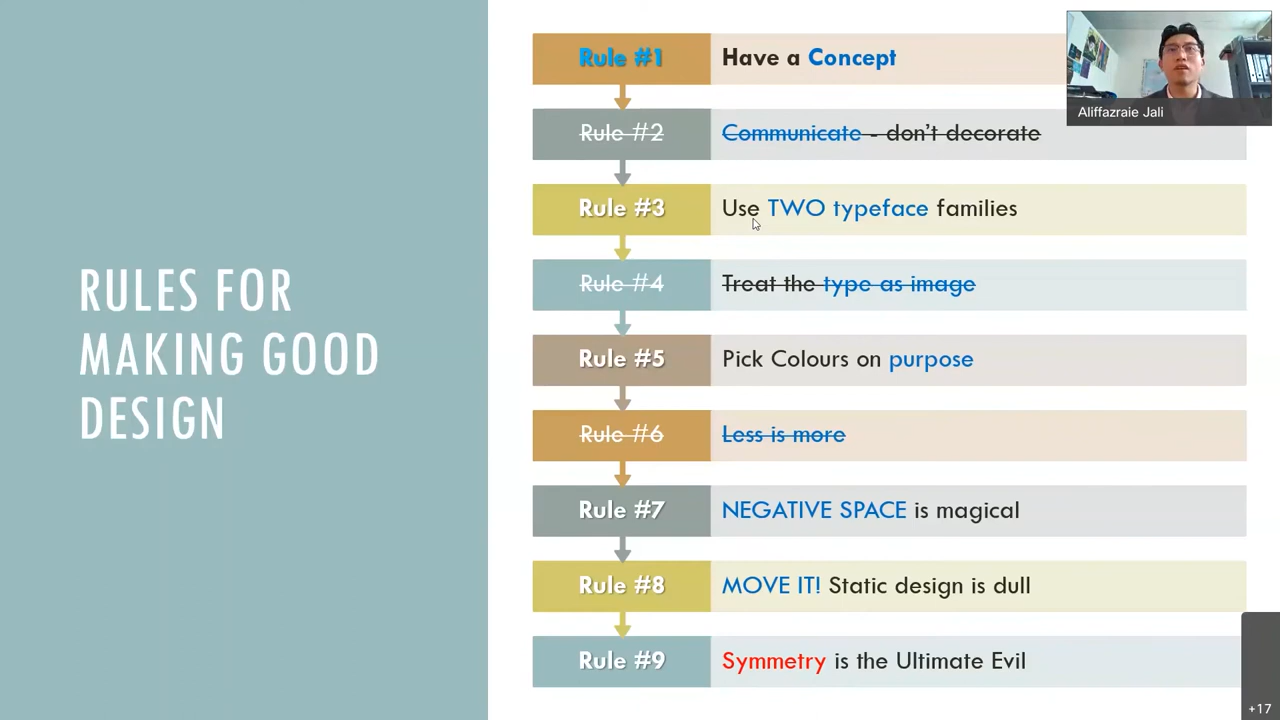 RULES FOR
MAKING GOOD
DESIGN
Rule #1 Have a Concept
Rule #2 Communicate - don't decorate
Rule #3 Use TWO typeface families
Rule #4 Treat the type as image
Rule #5 Pick Colours on purpose
Rule #6 Less is more
Rule #7 NEGATIVE SPACE is magical
Rule #8 MOVE IT! Static design is dull
Rule #9 Symmetry is the Ultimate Evil
Aliffazraie Jali
+17